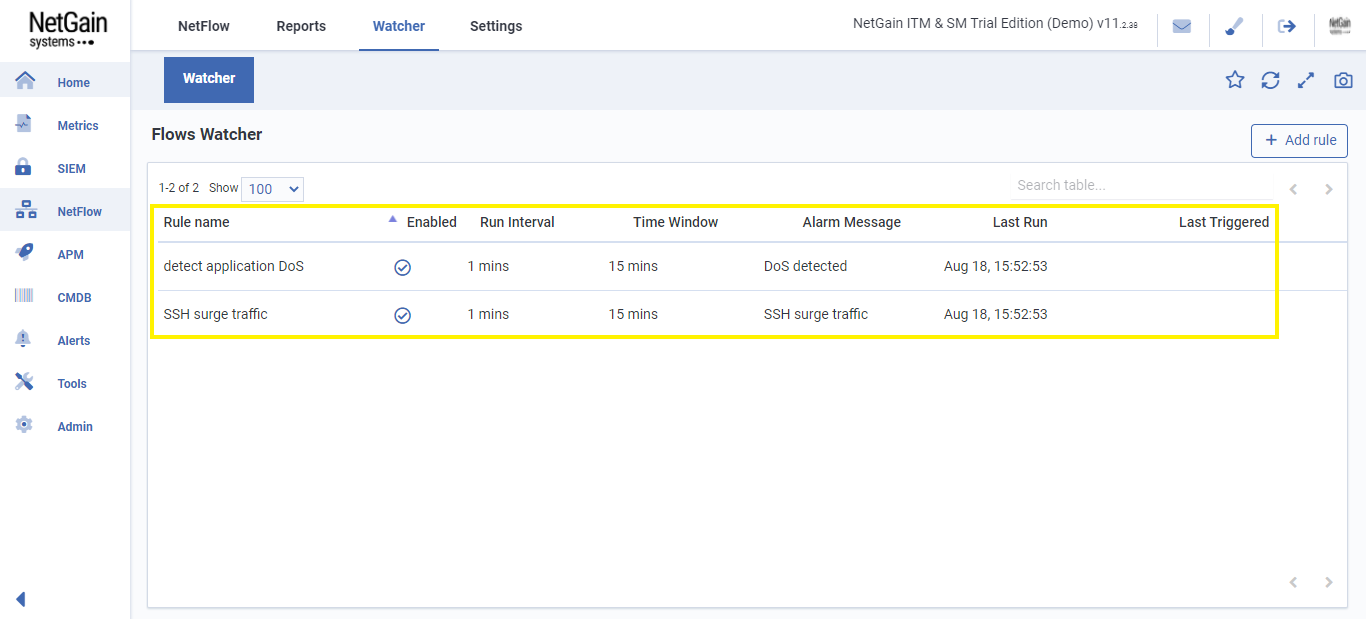 NetGain
systems
NetFlow Reports Watcher Settings
NetGain ITM & SM Trial Edition (Demo) v11.2.38
NetGain
Home
Metrics
SIEM
NetFlow
APM
CMDB
Alerts
Tools
Admin
Watcher
Flows Watcher
+ Add rule
1-2 of 2 Show 100
Search table...
Rule name Enabled Run Interval Time Window Alarm Message Last Run Last Triggered
detect application DoS 1 mins 15 mins DoS detected Aug 18, 15:52:53
SSH surge traffic 1 mins 15 mins SSH surge traffic Aug 18, 15:52:53